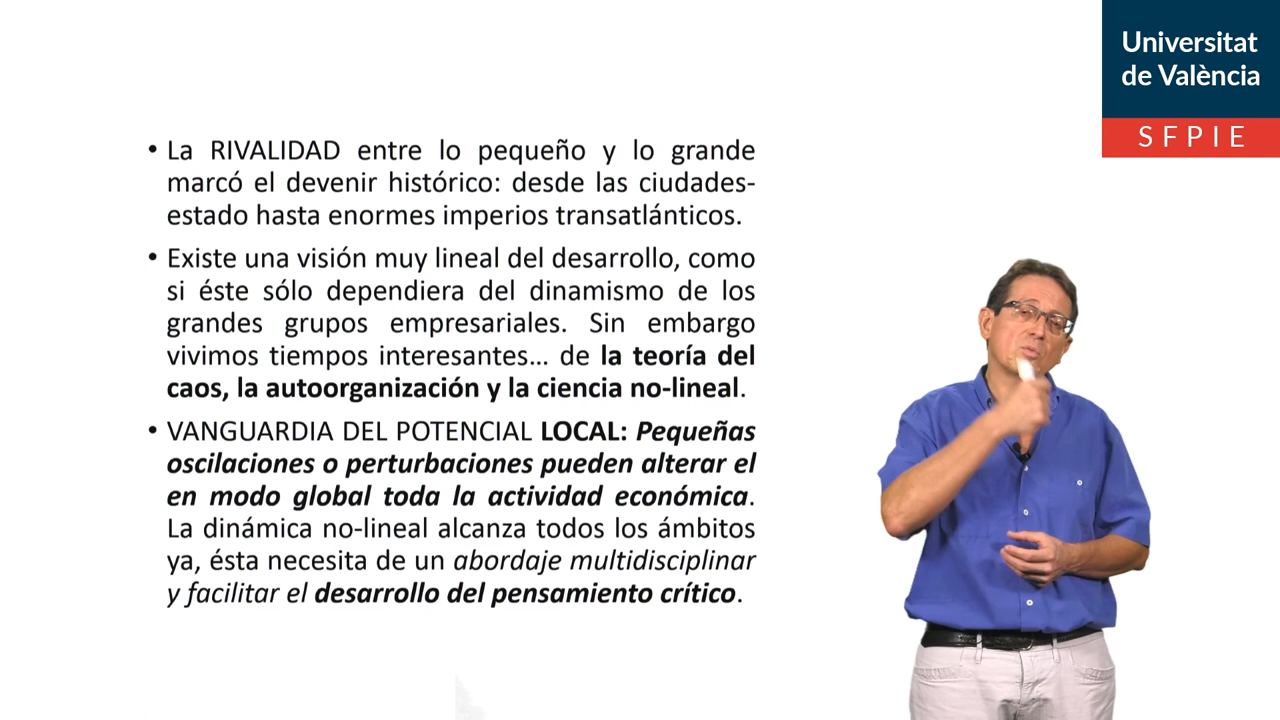 Universitat
de València
SFPIE
• La RIVALIDAD entre lo pequeño y lo grande
marcó el devenir histórico: desde las ciudades-
estado hasta enormes imperios transatlánticos.
• Existe una visión muy lineal del desarrollo, como
si éste sólo dependiera del dinamismo de los
grandes grupos empresariales. Sin embargo
vivimos tiempos interesantes... de la teoría del
caos, la autoorganización y la ciencia no-lineal.
• VANGUARDIA DEL POTENCIAL LOCAL: Pequeñas
oscilaciones o perturbaciones pueden alterar el
en modo global toda la actividad económica.
La dinámica no-lineal alcanza todos los ámbitos
ya, ésta necesita de un abordaje multidisciplinar
y facilitar el desarrollo del pensamiento crítico.